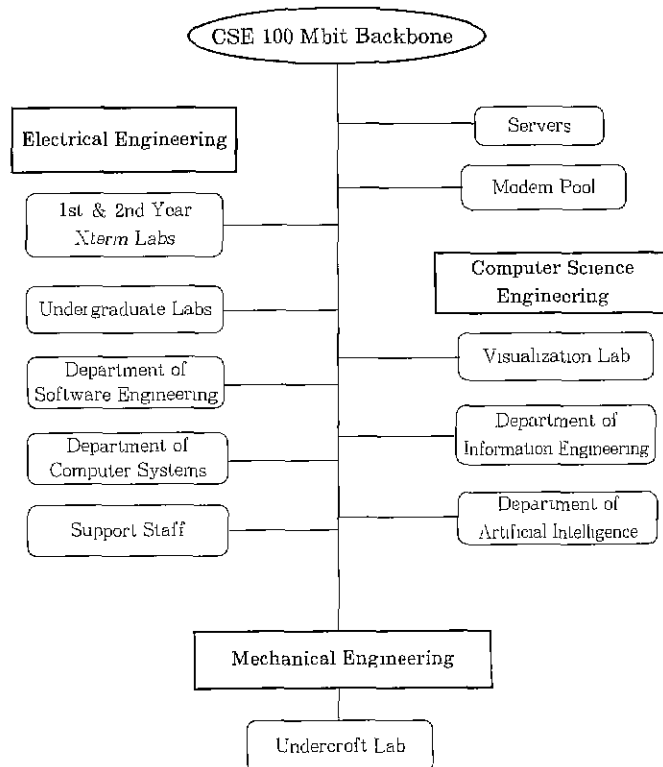 CSE 100 Mbit Backbone
Electrical Engineering
1st & 2nd Year
Xterm Labs
Undergraduate Labs
Department of
Software Engineering
Department of
Computer Systems
Support Staff
Servers
Modem Pool
Computer Science
Engineering
Visualization Lab
Department of
Information Engineering
Department of
Artificial Intelligence
Mechanical Engineering
Undercroft Lab